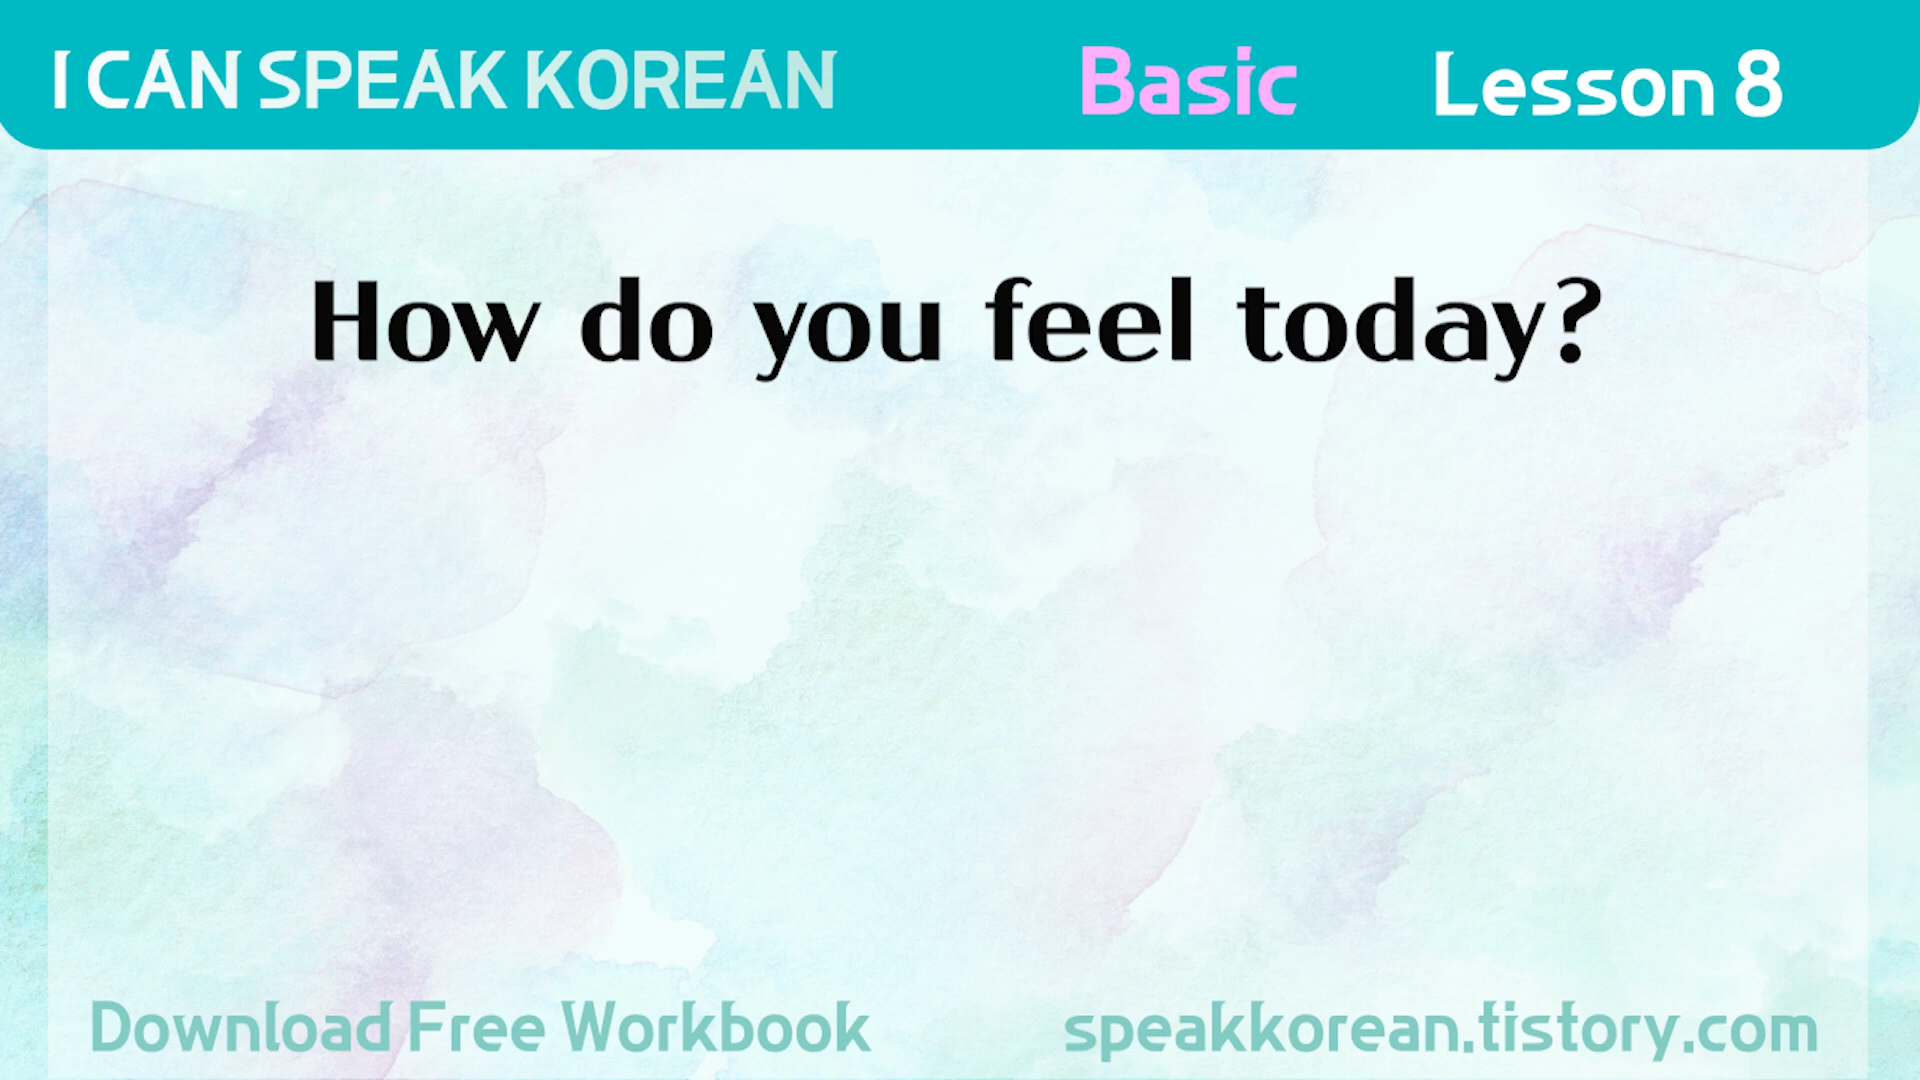 I CAN SPEAK KOREAN Basic Lesson 8
How do you feel today?
Download Free Workbook speakkorean.tistory.com